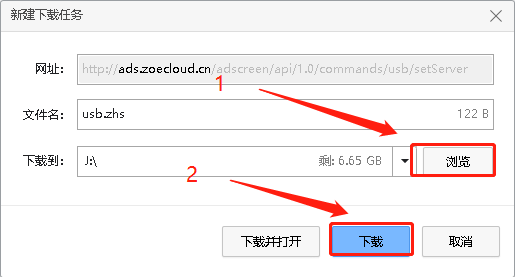 新建下载任务
网址: http://ads.zoecloud.cn/adscreen/api/1.0/commands/usb/setServer
1
文件名: usb.zhs 122 B
下载到: J:\ 剩: 6.65 GB 浏览
2
下载并打开 下载 取消